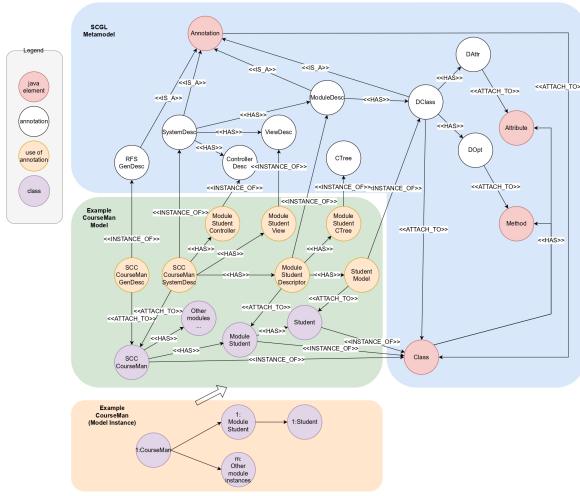 Legend
java
element
annotation
use of
annotation
class
SCGL
Metamodel
Annotation
DAttr
<<IS_A>>
<<IS_A>>
<<HAS>>
<<ATTACH_TO>>
<<ATTACH_TO>>
<<IS_A>>
<<IS_A>>
ModuleDesc
<<HAS>>
DClass
<<HAS>>
Attribute
SystemDesc
<<HAS>>
ViewDesc
<<HAS>>
<<HAS>>
DOpt
RFS
GenDesc
Controller
Desc
CTree
<<ATTACH_TO>>
<<INSTANCE_OF>>
<<INSTANCE_OF>>
<<INSTANCE_OF>>
Example
CourseMan
Model
Module
Student
Controller
Module
Student
View
Module
Student
CTree
Method
<<ATTACH_TO>>
<<INSTANCE_OF>>
<<INSTANCE_OF>>
<<HAS>>
<<HAS>>
<<HAS>>
<<HAS>>
SCC
CourseMan
GenDesc
SCC
CourseMan
SystemDesc
<<HAS>>
Module
Student
Descriptor
<<HAS>>
Student
Model
<<ATTACH_TO>>
<<ATTACH_TO>>
Other
modules
...
<<ATTACH_TO>>
<<ATTACH_TO>>
Student
<<HAS>>
Module
Student
<<HAS>>
<<INSTANCE_OF>>
<<HAS>>
<<INSTANCE_OF>>
SCC
CourseMan
<<INSTANCE_OF>>
Class
Example
CourseMan
(Model Instance)
1:
Module
Student
1:Student
1:CourseMan
m:
Other
module
instances